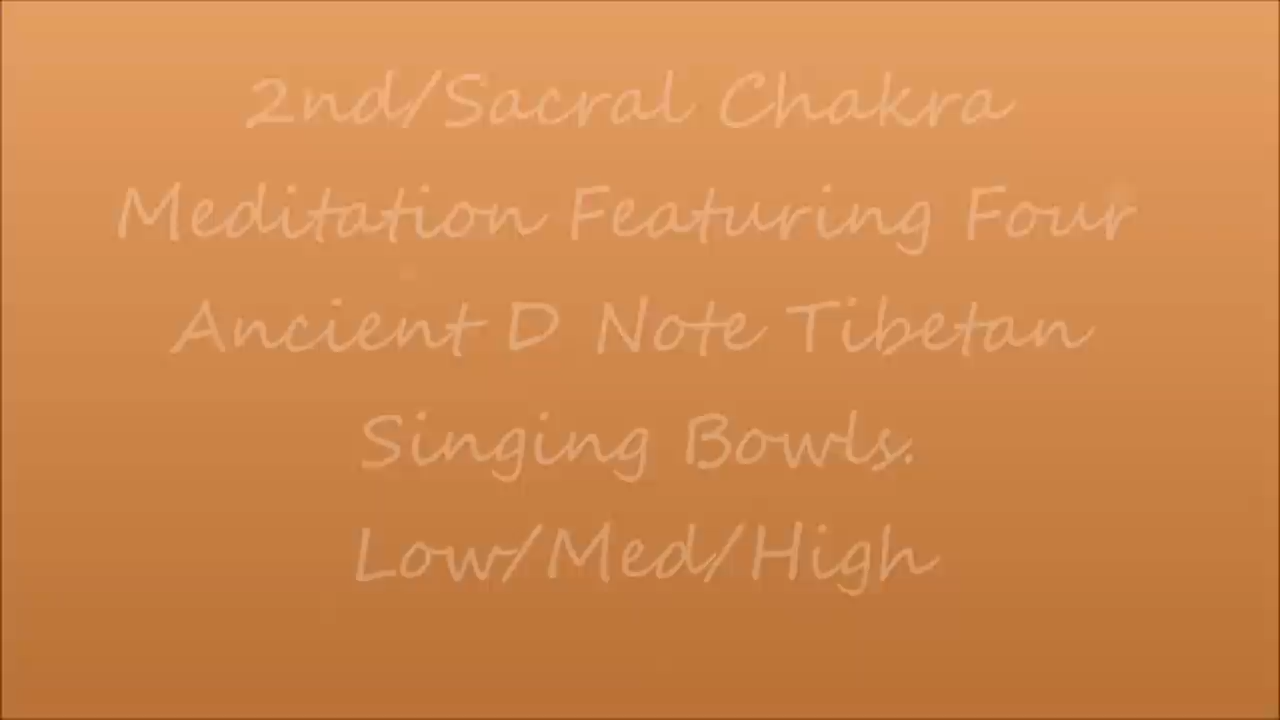 2nd/Sacral Chakra
Meditation Featuring Four
Ancient D Note Tibetan
Singing Bowls.
Low/Med/High